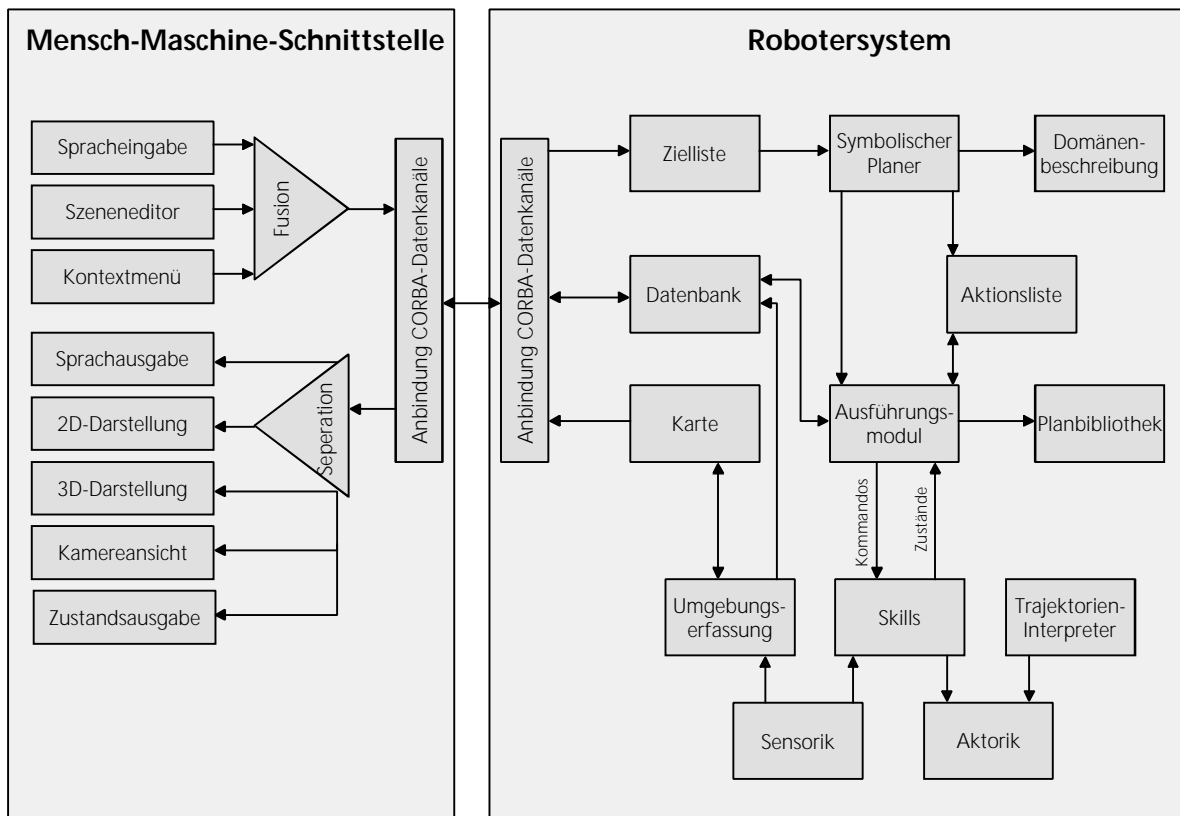 Mensch-Maschine-Schnittstelle
Spracheingabe
Szeneneditor
Kontextmenü
Fusion
Sprachausgabe
2D-Darstellung
3D-Darstellung
Kamereansicht
Zustandsausgabe
Seperation
Anbindung CORBA-Datenkanäle
Robotersystem
Anbindung CORBA-Datenkanäle
Zielliste
Symbolischer
Planer
Domänen-
beschreibung
Datenbank
Aktionsliste
Karte
Ausführungs-
modul
Planbibliothek
Kommandos
Zustände
Umgebungs-
erfassung
Skills
Trajektorien-
Interpreter
Sensorik
Aktorik